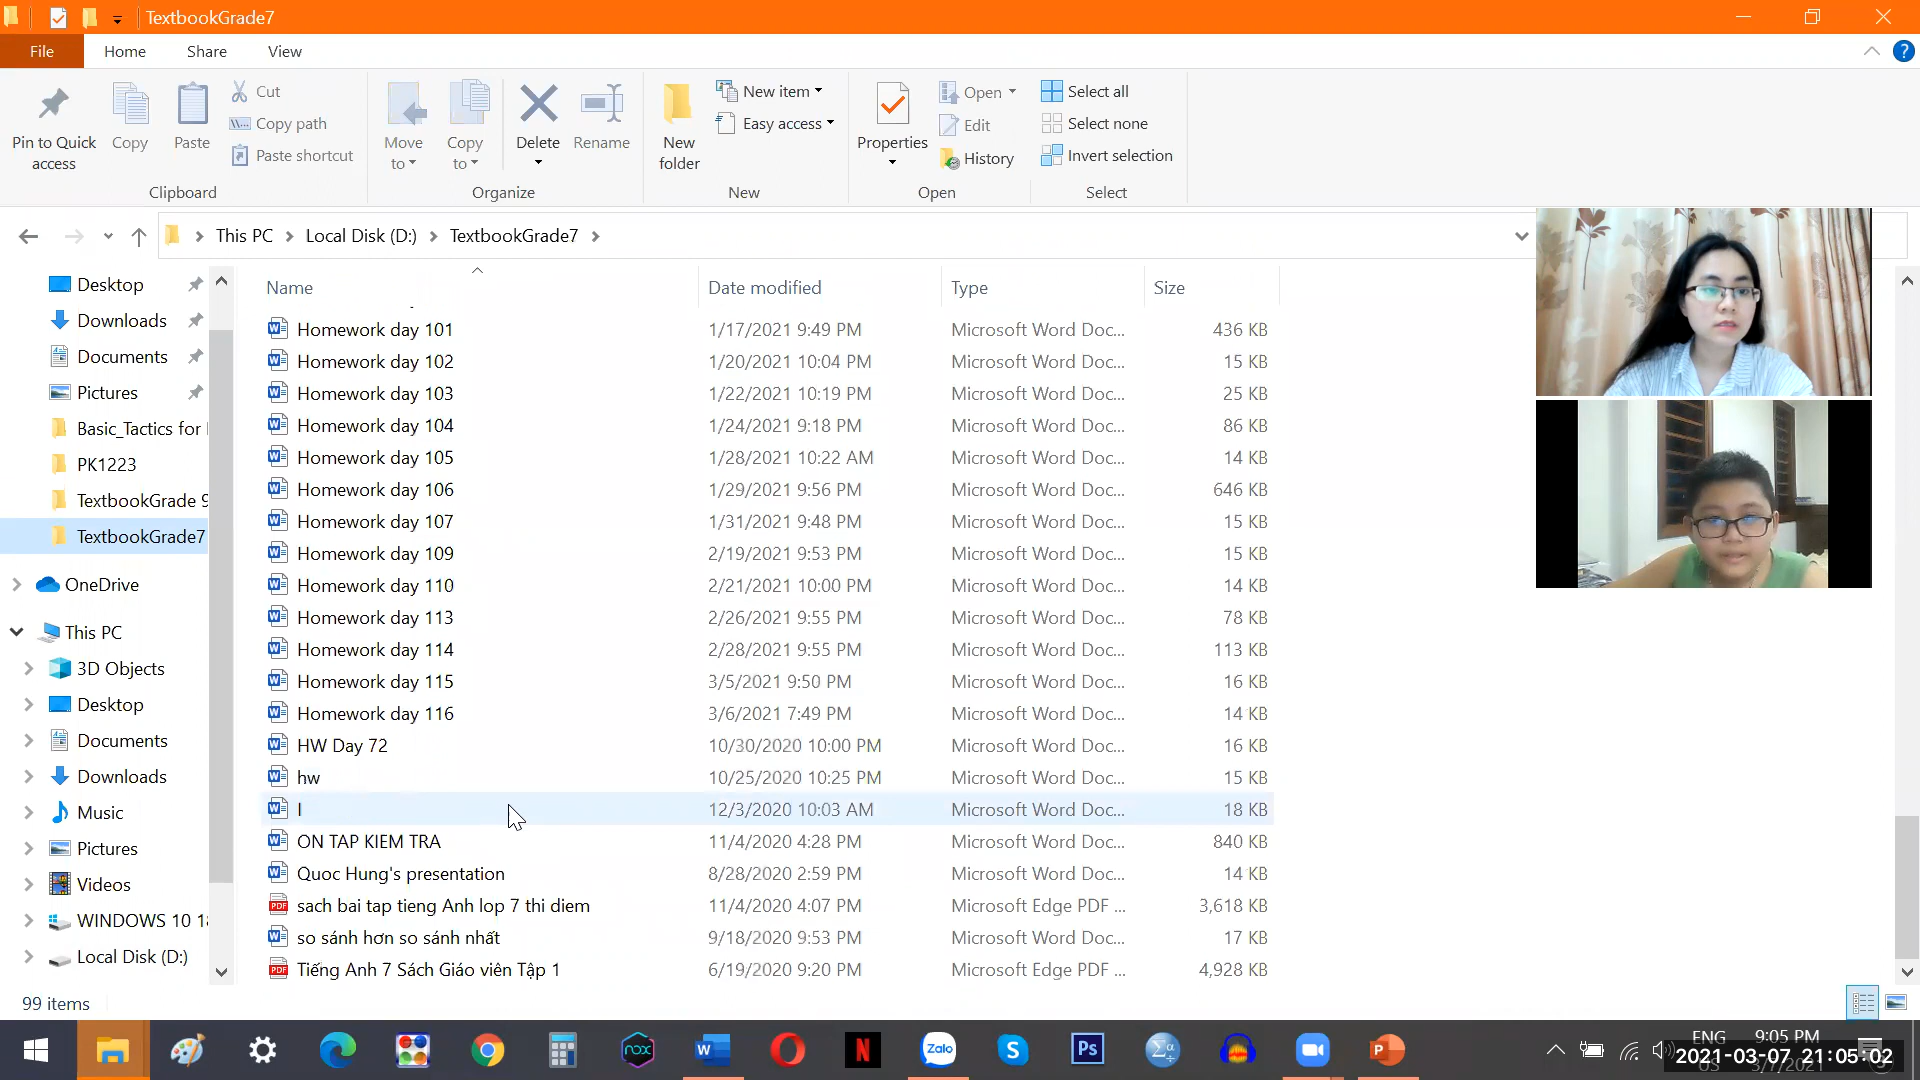 TextbookGrade7
File Home Share View
Pin to Quick access
Copy
Paste
Cut
Copy path
Paste shortcut
Clipboard
Move to
Copy to
Delete
Rename
Organize
New folder
New item
Easy access
New
Properties
Open
Edit
History
Open
Select all
Select none
Invert selection
Select
This PC > Local Disk (D:) > TextbookGrade7 >
Desktop
Downloads
Documents
Pictures
Basic_Tactics for
PK1223
TextbookGrade 9
TextbookGrade7
OneDrive
This PC
3D Objects
Desktop
Documents
Downloads
Music
Pictures
Videos
WINDOWS 10
Local Disk (D:)
Name Date modified Type Size
Homework day 101 1/17/2021 9:49 PM Microsoft Word Doc... 436 KB
Homework day 102 1/20/2021 10:04 PM Microsoft Word Doc... 15 KB
Homework day 103 1/22/2021 10:19 PM Microsoft Word Doc... 25 KB
Homework day 104 1/24/2021 9:18 PM Microsoft Word Doc... 86 KB
Homework day 105 1/28/2021 10:22 AM Microsoft Word Doc... 14 KB
Homework day 106 1/29/2021 9:56 PM Microsoft Word Doc... 646 KB
Homework day 107 1/31/2021 9:48 PM Microsoft Word Doc... 15 KB
Homework day 109 2/19/2021 9:53 PM Microsoft Word Doc... 15 KB
Homework day 110 2/21/2021 10:00 PM Microsoft Word Doc... 14 KB
Homework day 113 2/26/2021 9:55 PM Microsoft Word Doc... 78 KB
Homework day 114 2/28/2021 9:55 PM Microsoft Word Doc... 113 KB
Homework day 115 3/5/2021 9:50 PM Microsoft Word Doc... 16 KB
Homework day 116 3/6/2021 7:49 PM Microsoft Word Doc... 14 KB
HW Day 72 10/30/2020 10:00 PM Microsoft Word Doc... 16 KB
hw 10/25/2020 10:25 PM Microsoft Word Doc... 15 KB
I 12/3/2020 10:03 AM Microsoft Word Doc... 18 KB
ON TAP KIEM TRA 11/4/2020 4:28 PM Microsoft Word Doc... 840 KB
Quoc Hung's presentation 8/28/2020 2:59 PM Microsoft Word Doc... 14 KB
sach bai tap tieng Anh lop 7 thi diem 11/4/2020 4:07 PM Microsoft Edge PDF ... 3,618 KB
so sánh hơn so sánh nhất 9/18/2020 9:53 PM Microsoft Word Doc... 17 KB
Tiếng Anh 7 Sách Giáo viên Tập 1 6/19/2020 9:20 PM Microsoft Edge PDF ... 4,928 KB
99 items
nox
Zalo
Ps
ENG 9:05 PM
2021-03-07 21:05:02